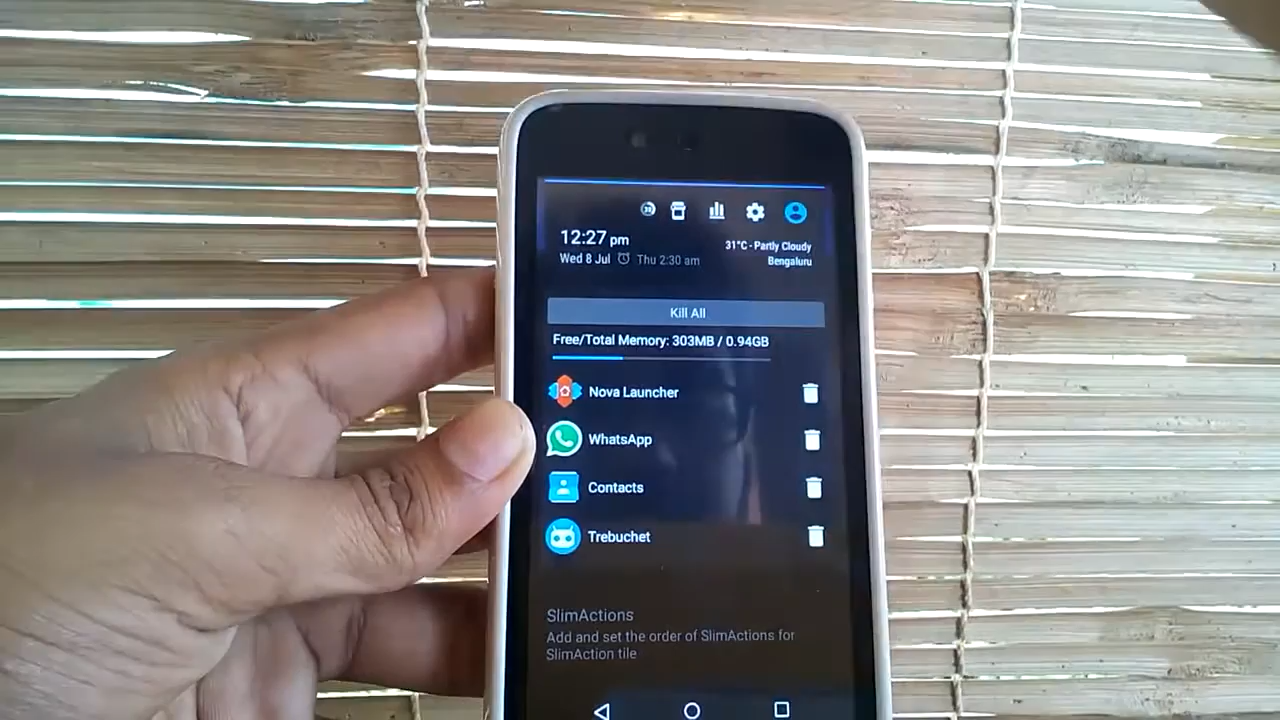 12:27 pm
Wed 8 Jul Thu 2:30 am
31°C - Partly Cloudy
Bengaluru
Kill All
Free/Total Memory: 303MB / 0.94GB
Nova Launcher
WhatsApp
Contacts
Trebuchet
SlimActions
Add and set the order of SlimActions for
SlimAction tile